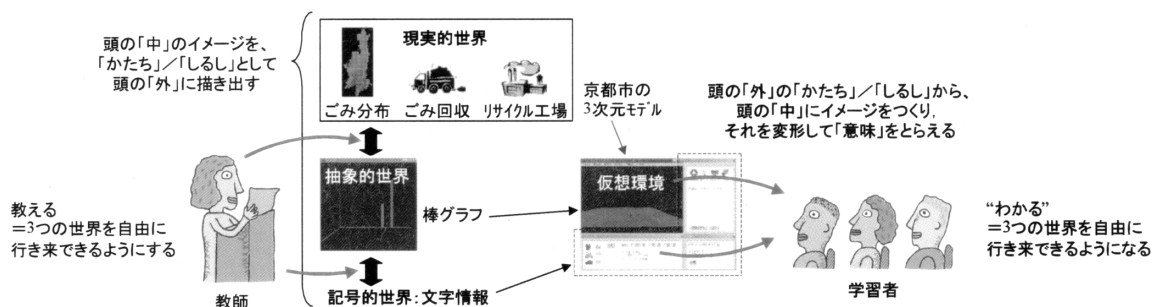 頭の「中」のイメージを、
「かたち」／「しるし」として
頭の「外」に描き出す
現実的世界
ごみ分布
ごみ回収
リサイクル工場
抽象的世界
棒グラフ
記号的世界：文字情報
教える
＝3つの世界を自由に
行き来できるようにする
教師
京都市の
3次元モデル
仮想環境
頭の「外」の「かたち」／「しるし」から、
頭の「中」にイメージをつくり，
それを変形して「意味」をとらえる
“わかる”
＝3つの世界を自由に
行き来できるようになる
学習者